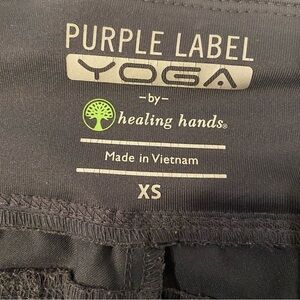 PURPLE LABEL
YOGA
-by-
healing hands®
Made in Vietnam
XS